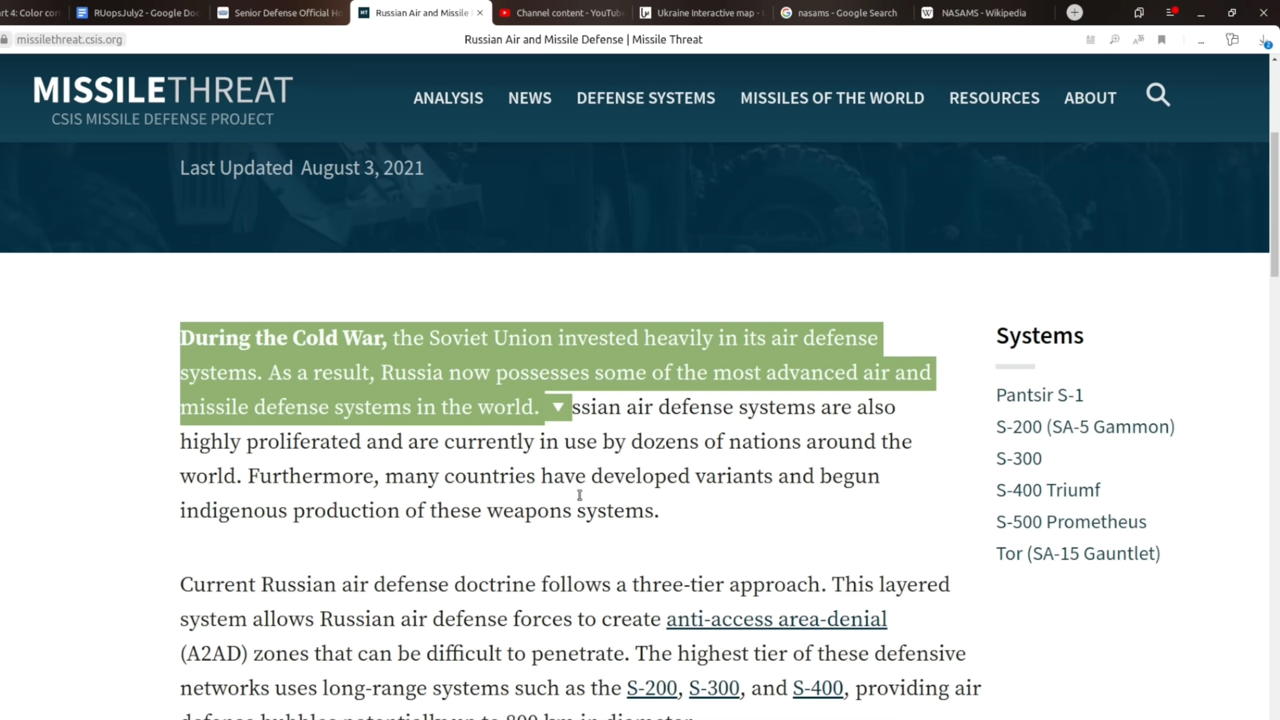 rt 4: Color cor
RUopsJuly2 - Google Doc
Senior Defense Official Ho
Russian Air and Missile
Channel content - YouTub
Ukraine Interactive map -
nasams - Google Search
NASAMS - Wikipedia
missilethreat.csis.org
Russian Air and Missile Defense | Missile Threat
MISSILETHREAT
CSIS MISSILE DEFENSE PROJECT
ANALYSIS NEWS DEFENSE SYSTEMS MISSILES OF THE WORLD RESOURCES ABOUT
Last Updated August 3, 2021
During the Cold War, the Soviet Union invested heavily in its air defense
systems. As a result, Russia now possesses some of the most advanced air and
missile defense systems in the world. ssian air defense systems are also
highly proliferated and are currently in use by dozens of nations around the
world. Furthermore, many countries have developed variants and begun
indigenous production of these weapons systems.
Current Russian air defense doctrine follows a three-tier approach. This layered
system allows Russian air defense forces to create anti-access area-denial
(A2AD) zones that can be difficult to penetrate. The highest tier of these defensive
networks uses long-range systems such as the S-200, S-300, and S-400, providing air
defense bubbles potentially up to 800 km in diameter.
Systems
Pantsir S-1
S-200 (SA-5 Gammon)
S-300
S-400 Triumf
S-500 Prometheus
Tor (SA-15 Gauntlet)